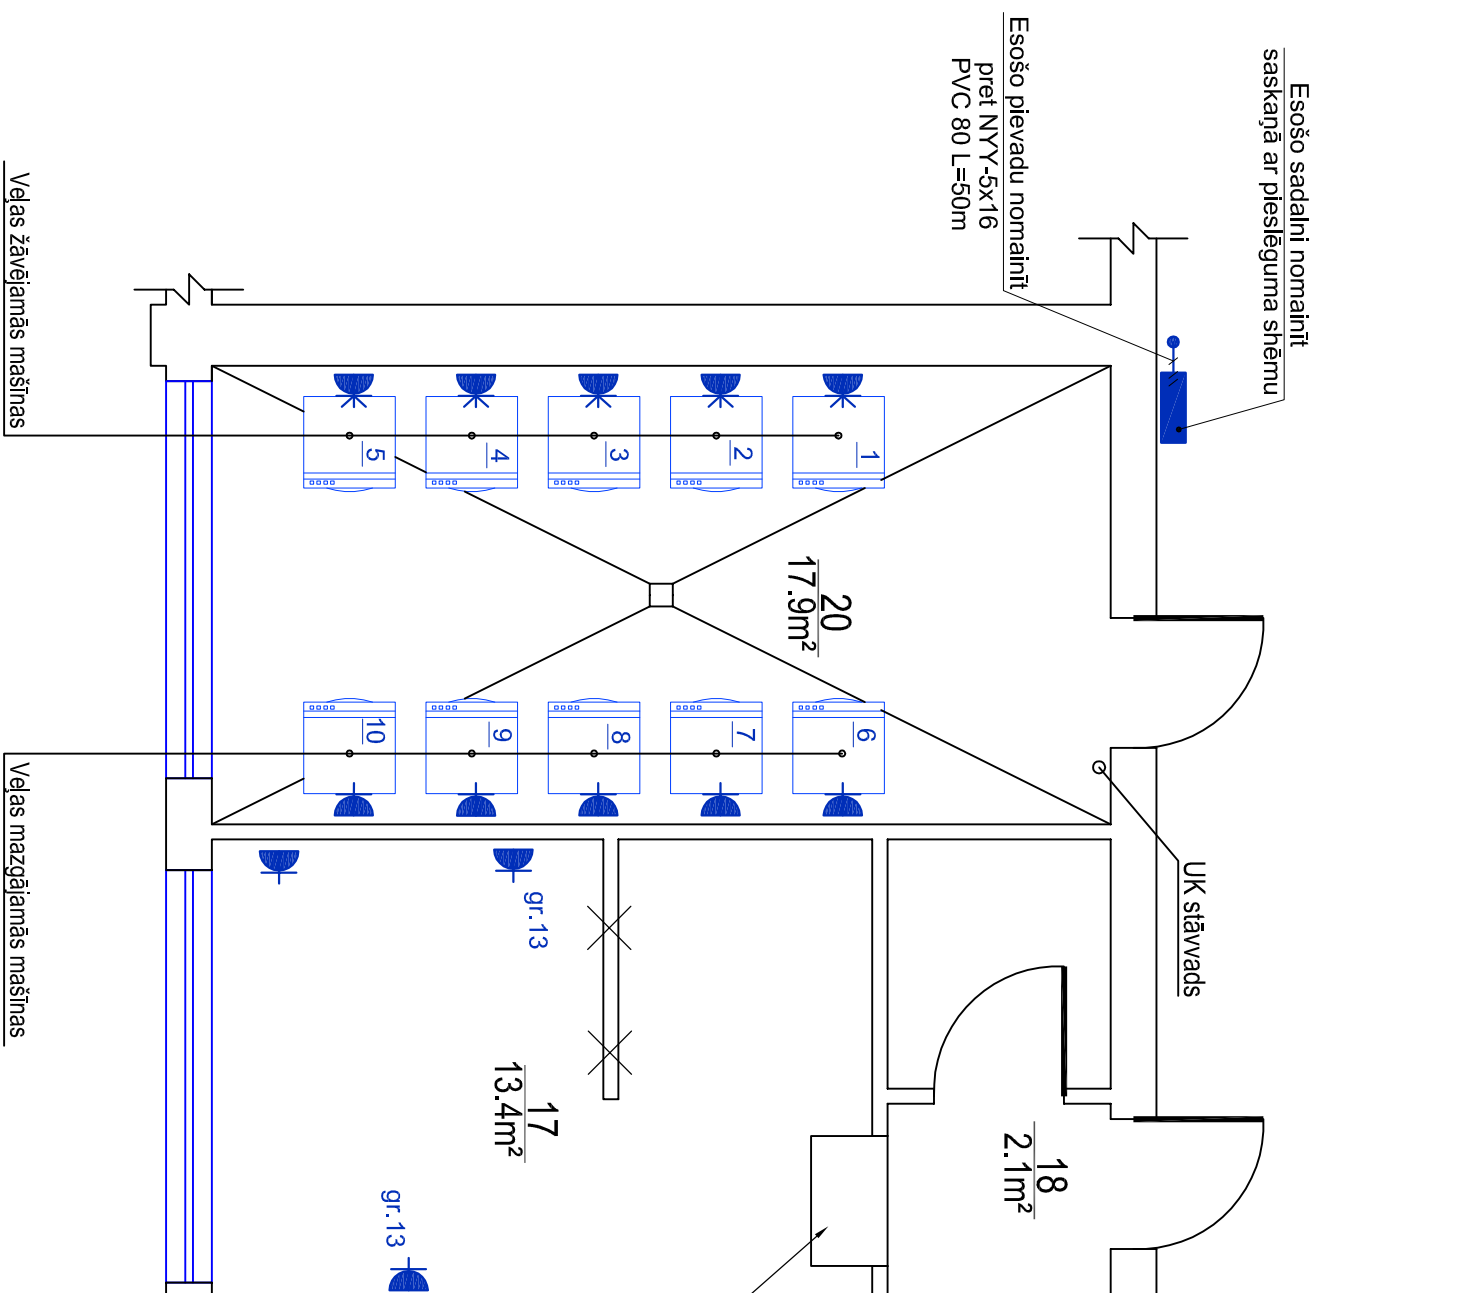 Esošo sadalni nomainīt
saskaņā ar pieslēguma shēmu
Esošo pievadu nomainīt
pret NYY-5x16
PVC 80 L=50m
1
2
3
4
5
20
17.9m²
6
7
8
9
10
UK stāvvads
gr.13
17
13.4m²
18
2.1m²
gr.13
Veļas žāvējamās mašīnas
Veļas mazgājamās mašīnas